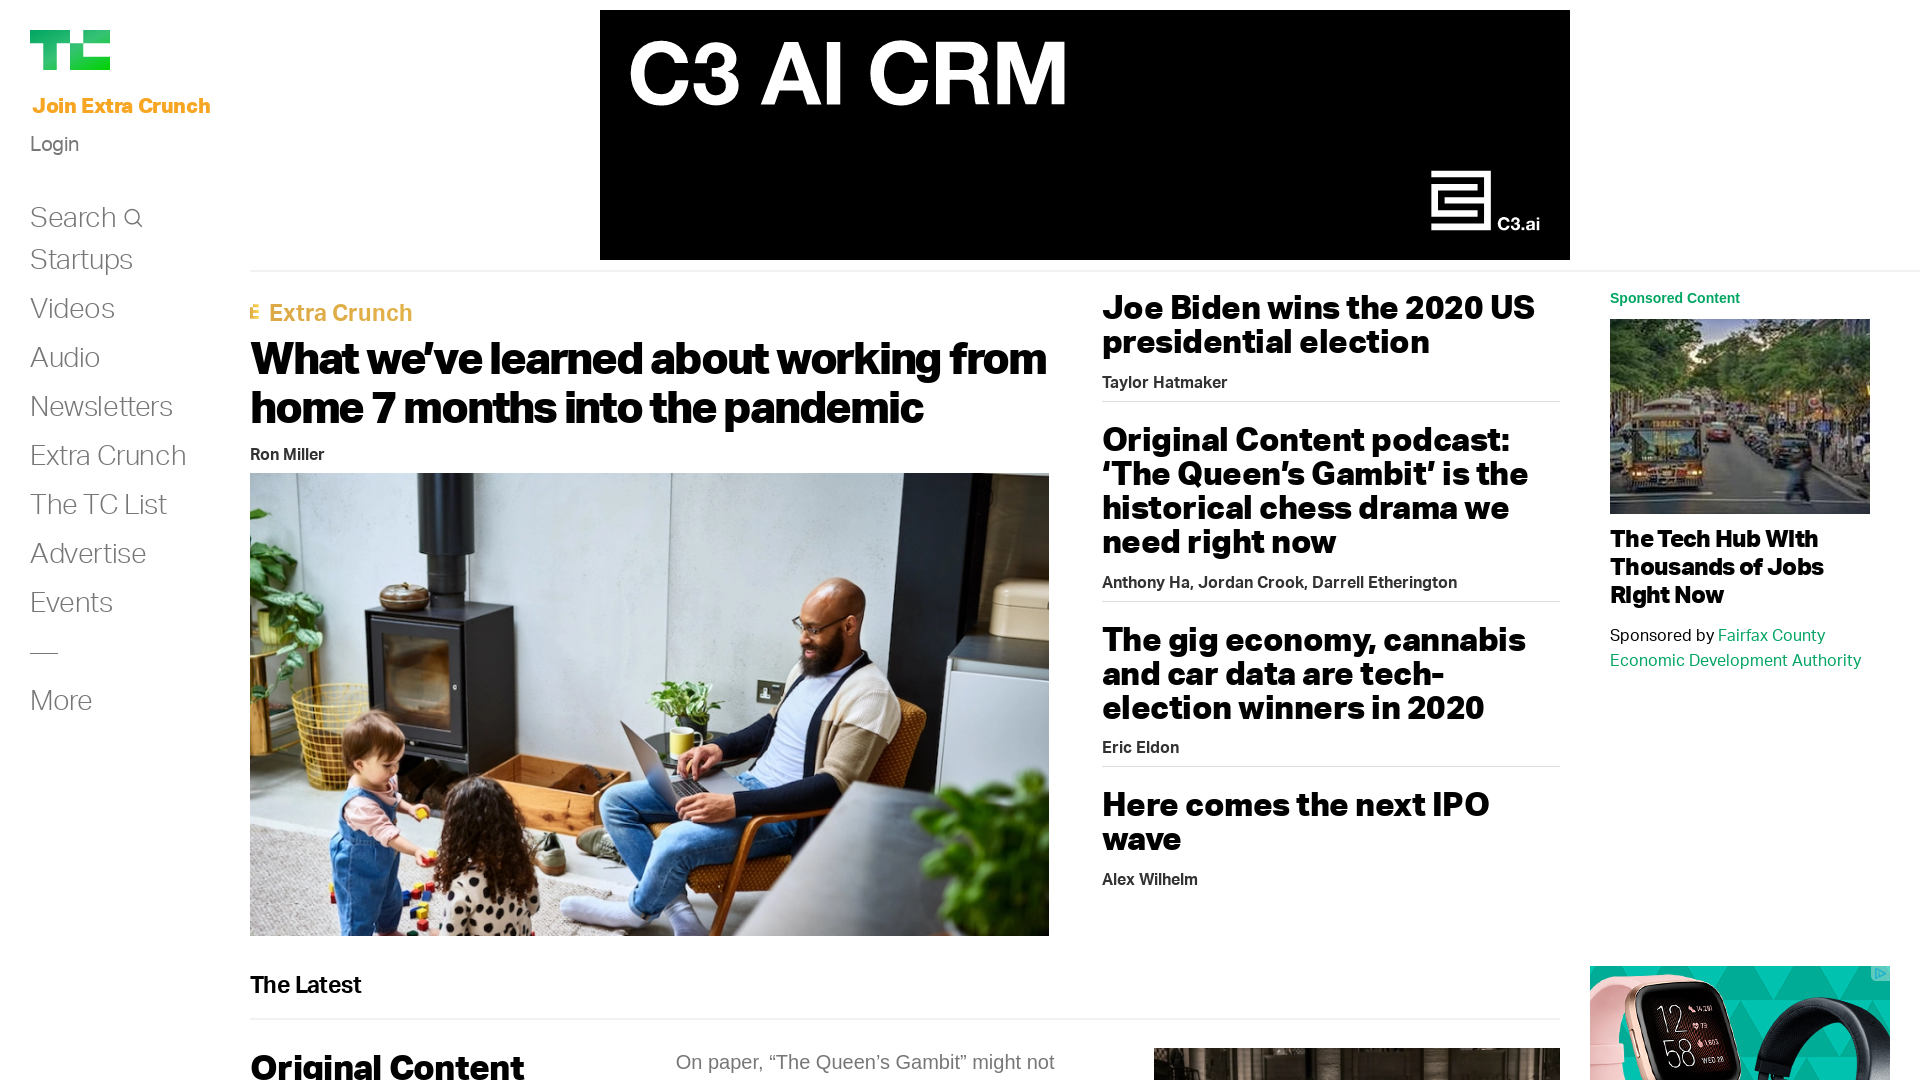 TC
Join Extra Crunch
Login
Search
Startups
Videos
Audio
Newsletters
Extra Crunch
The TC List
Advertise
Events
More
C3 AI CRM
C3.ai
Extra Crunch
What we’ve learned about working from
home 7 months into the pandemic
Ron Miller
Joe Biden wins the 2020 US
presidential election
Taylor Hatmaker
Original Content podcast:
‘The Queen’s Gambit’ is the
historical chess drama we
need right now
Anthony Ha, Jordan Crook, Darrell Etherington
The gig economy, cannabis
and car data are tech-
election winners in 2020
Eric Eldon
Here comes the next IPO
wave
Alex Wilhelm
Sponsored Content
TROLLEY
The Tech Hub WIth
Thousands of Jobs
RIght Now
Sponsored by Fairfax County
Economic Development Authority
The Latest
Original Content
On paper, “The Queen’s Gambit” might not
12
58
WED 28